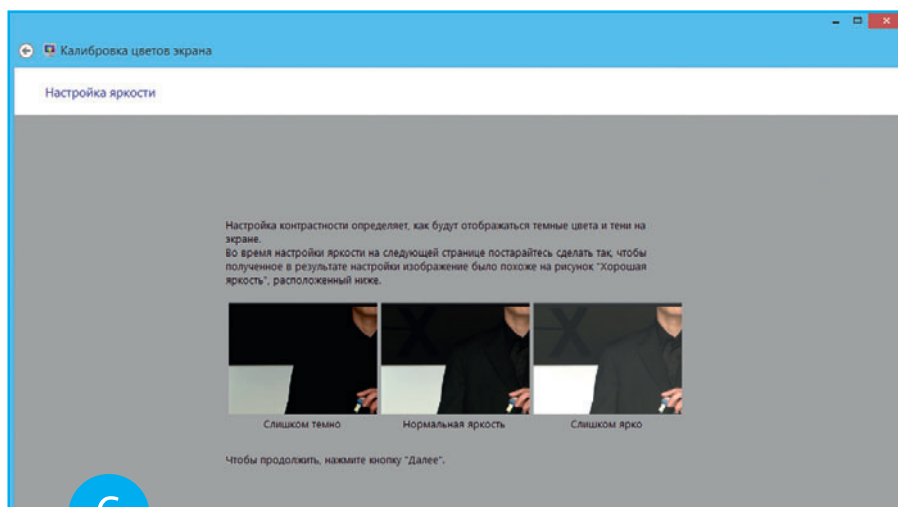 Калибровка цветов экрана
Настройка яркости
Настройка контрастности определяет, как будут отображаться темные цвета и тени на
экране.
Во время настройки яркости на следующей странице постарайтесь сделать так, чтобы
полученное в результате настройки изображение было похоже на рисунок "Хорошая
яркость", расположенный ниже.
X X
Слишком темно Нормальная яркость Слишком ярко
Чтобы продолжить, нажмите кнопку "Далее".
6